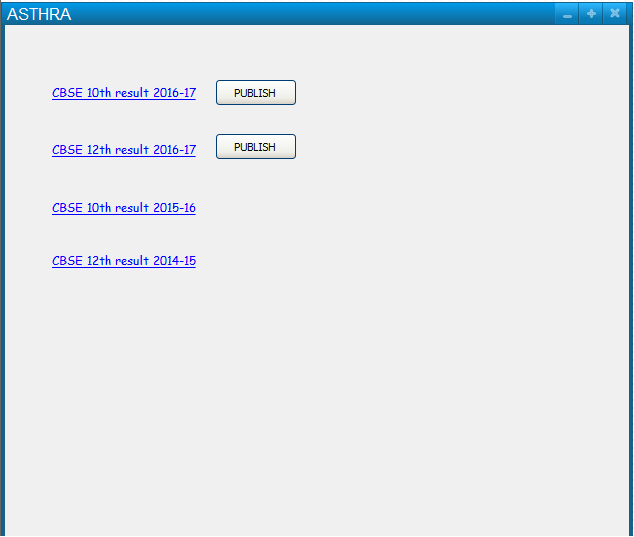 ASTHRA
CBSE 10th result 2016-17 PUBLISH
CBSE 12th result 2016-17 PUBLISH
CBSE 10th result 2015-16
CBSE 12th result 2014-15